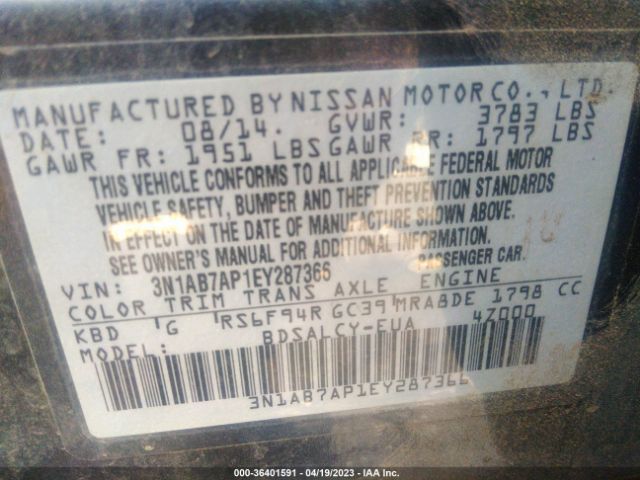 MANUFACTURED BY NISSAN MOTOR CO., LTD.
DATE: 08/14. GVWR: 3783 LBS
GAWR FR: 1951 LBS GAWR RR: 1797 LBS
THIS VEHICLE CONFORMS TO ALL APPLICABLE FEDERAL MOTOR
VEHICLE SAFETY, BUMPER AND THEFT PREVENTION STANDARDS
IN EFFECT ON THE DATE OF MANUFACTURE SHOWN ABOVE.
SEE OWNER'S MANUAL FOR ADDITIONAL INFORMATION
VIN: 3N1AB7AP1EY287366 PASSENGER CAR.
COLOR TRIM TRANS AXLE ENGINE
KBD G RS6F94R GC39 MRA8DE 1798 CC
MODEL: BDSALCY-EUA 47000
3N1AB7AP1EY287366
000-36401591 - 04/19/2023 - IAA Inc.